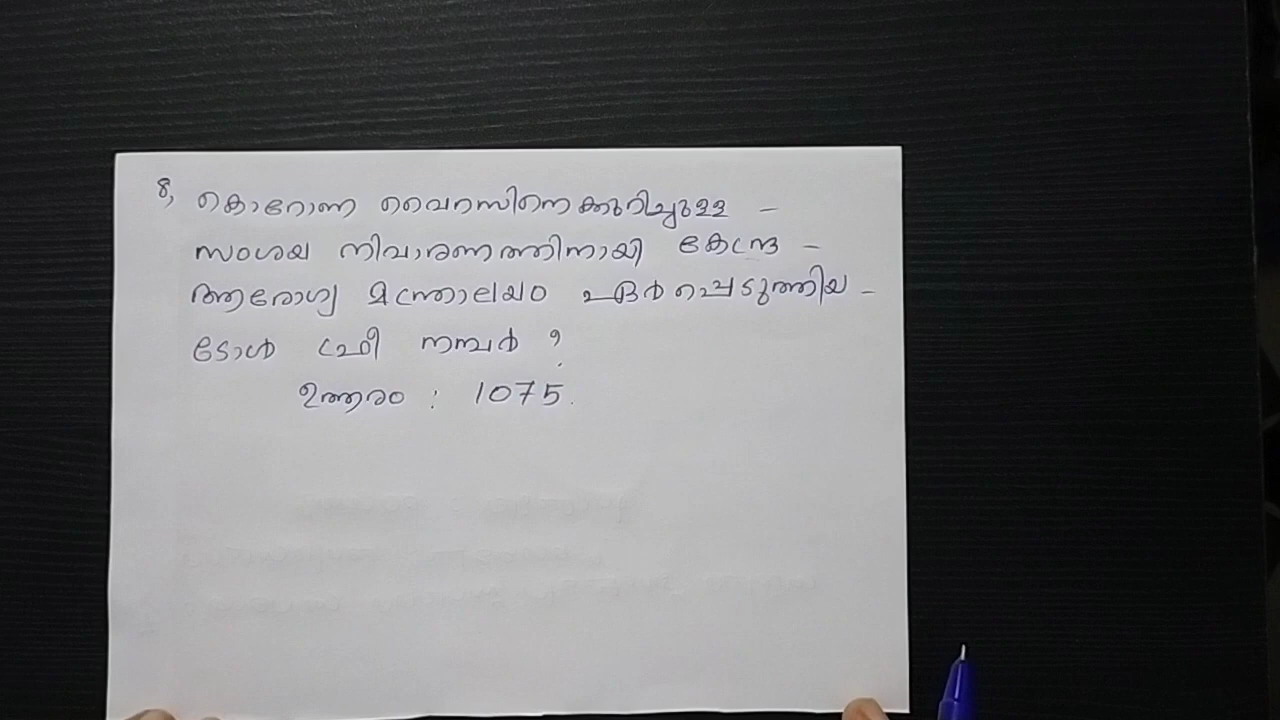 8, കൊറോണ വൈറസിനെക്കുറിച്ചുള്ള -
സംശയ നിവാരണത്തിനായി കേന്ദ്ര -
ആരോഗ്യ മന്ത്രാലയം ഏർപ്പെടുത്തിയ -
ടോൾ ഫ്രീ നമ്പർ ?
ഉത്തരം : 1075.